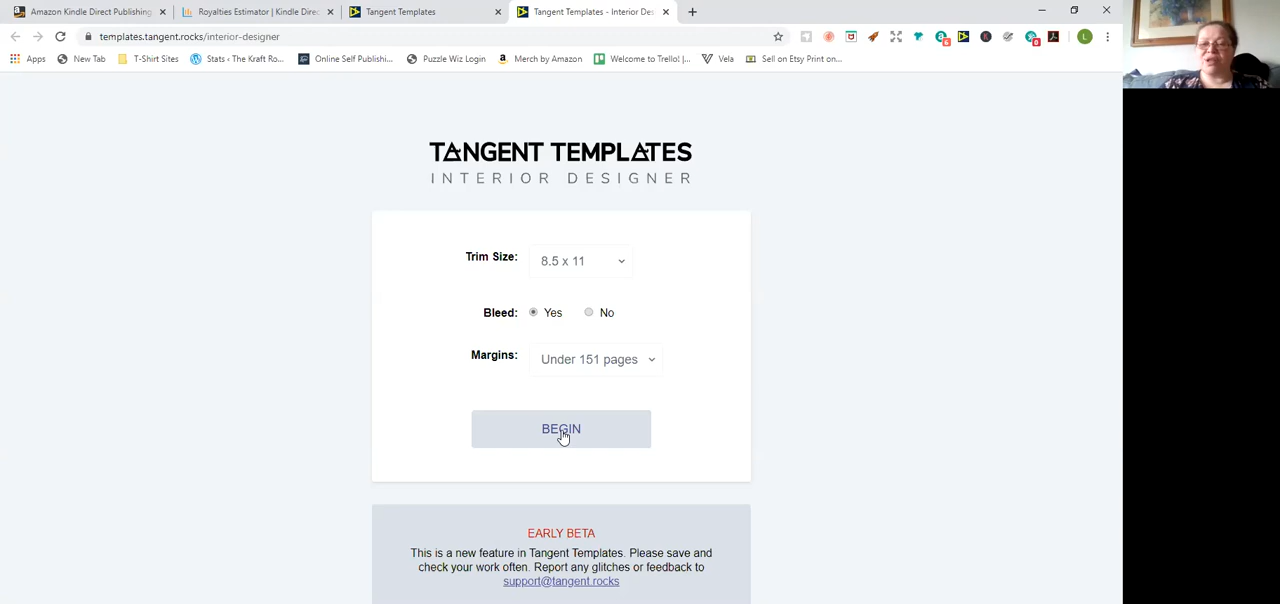 Amazon Kindle Direct Publishing
Royalties Estimator | Kindle Direc
Tangent Templates
Tangent Templates - Interior Des
templates.tangent.rocks/interior-designer
Apps
New Tab
T-Shirt Sites
Stats ‹ The Kraft Ro...
Online Self Publishi...
Puzzle Wiz Login
Merch by Amazon
Welcome to Trello! |...
Vela
Sell on Etsy Print on...
TANGENT TEMPLATES
INTERIOR DESIGNER
Trim Size: 8.5 x 11
Bleed: Yes No
Margins: Under 151 pages
BEGIN
EARLY BETA
This is a new feature in Tangent Templates. Please save and
check your work often. Report any glitches or feedback to
support@tangent.rocks